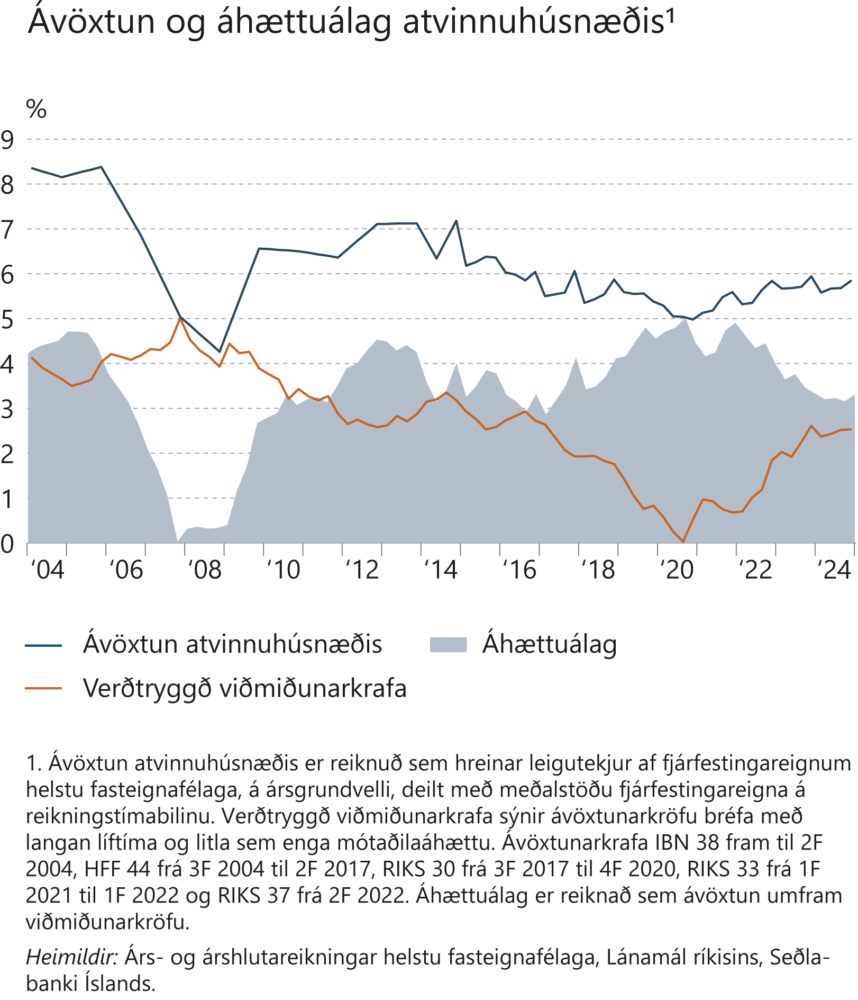 Ávöxtun og áhættuálag atvinnuhúsnæðis¹
%
9
8
7
6
5
4
3
2
1
0
‘04 ‘06 ‘08 ‘10 ‘12 ‘14 ‘16 ‘18 ‘20 ‘22 ‘24
Ávöxtun atvinnuhúsnæðis Áhættuálag
Verðtryggð viðmiðunarkrafa
1. Ávöxtun atvinnuhúsnæðis er reiknuð sem hreinar leigutekjur af fjárfestingareignum
helstu fasteignafélaga, á ársgrundvelli, deilt með meðalstöðu fjárfestingareigna á
reikningstímabilinu. Verðtryggð viðmiðunarkrafa sýnir ávöxtunarkröfu bréfa með
langan líftíma og litla sem enga mótaðilaáhættu. Ávöxtunarkrafa IBN 38 fram til 2F
2004, HFF 44 frá 3F 2004 til 2F 2017, RIKS 30 frá 3F 2017 til 4F 2020, RIKS 33 frá 1F
2021 til 1F 2022 og RIKS 37 frá 2F 2022. Áhættuálag er reiknað sem ávöxtun umfram
viðmiðunarkröfu.
Heimildir: Árs- og árshlutareikningar helstu fasteignafélaga, Lánamál ríkisins, Seðla-
banki Íslands.